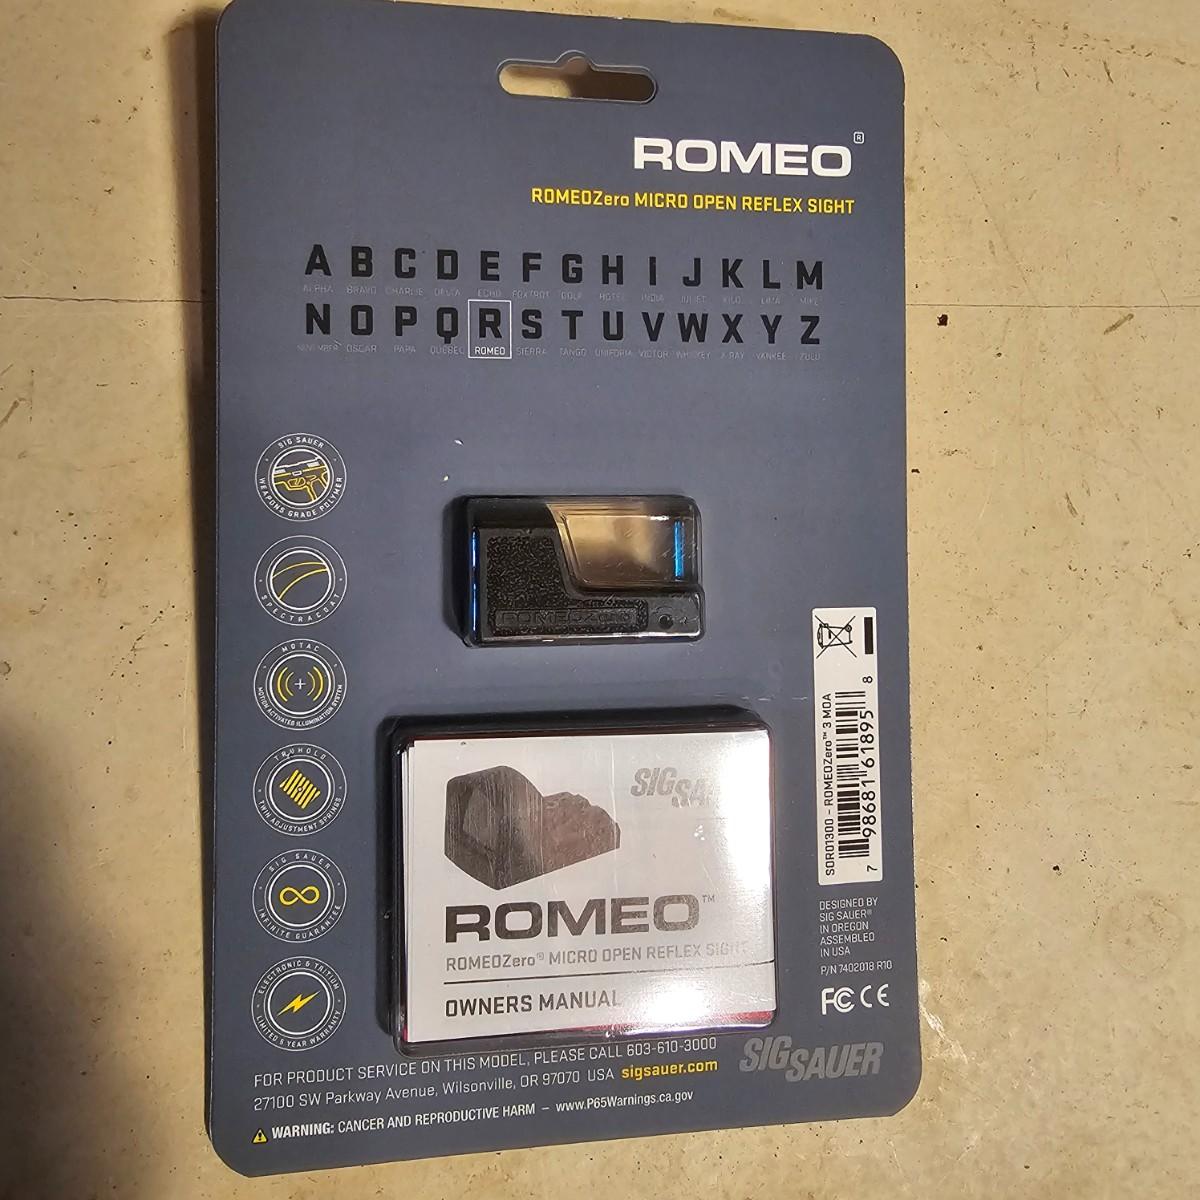 ROMEO®
ROMEOZero MICRO OPEN REFLEX SIGHT
A B C D E F G H I J K L M
ALPHA BRAVO CHARLIE DELTA ECHO FOXTROT GOLF HOTEL INDIA JULIET KILO LIMA MIKE
N O P Q R S T U V W X Y Z
NOVEMBER OSCAR PAPA QUEBEC ROMEO SIERRA TANGO UNIFORM VICTOR WHISKEY X-RAY YANKEE ZULU
SIG SAUER
WEAPONS GRADE POLYMER
SPECTRACOAT
MOTAC
MOTION ACTIVATED ILLUMINATION SYSTEM
TRUHOLD
TWIN ADJUSTMENT SPRINGS
SIG SAUER
INFINITE GUARANTEE
ELECTRONIC & TRITIUM
LIMITED 5 YEAR WARRANTY
ROMEOZero
SIG SAUER
ROMEO™
ROMEOZero® MICRO OPEN REFLEX SIGHT
OWNERS MANUAL
SOR01300 - ROMEOZero™ 3 MOA
7 98681 61895 8
DESIGNED BY
SIG SAUER®
IN OREGON
ASSEMBLED
IN USA
P/N 7402018 R10
FC CE
SIG SAUER
FOR PRODUCT SERVICE ON THIS MODEL, PLEASE CALL 603-610-3000
27100 SW Parkway Avenue, Wilsonville, OR 97070 USA sigsauer.com
WARNING: CANCER AND REPRODUCTIVE HARM – www.P65Warnings.ca.gov